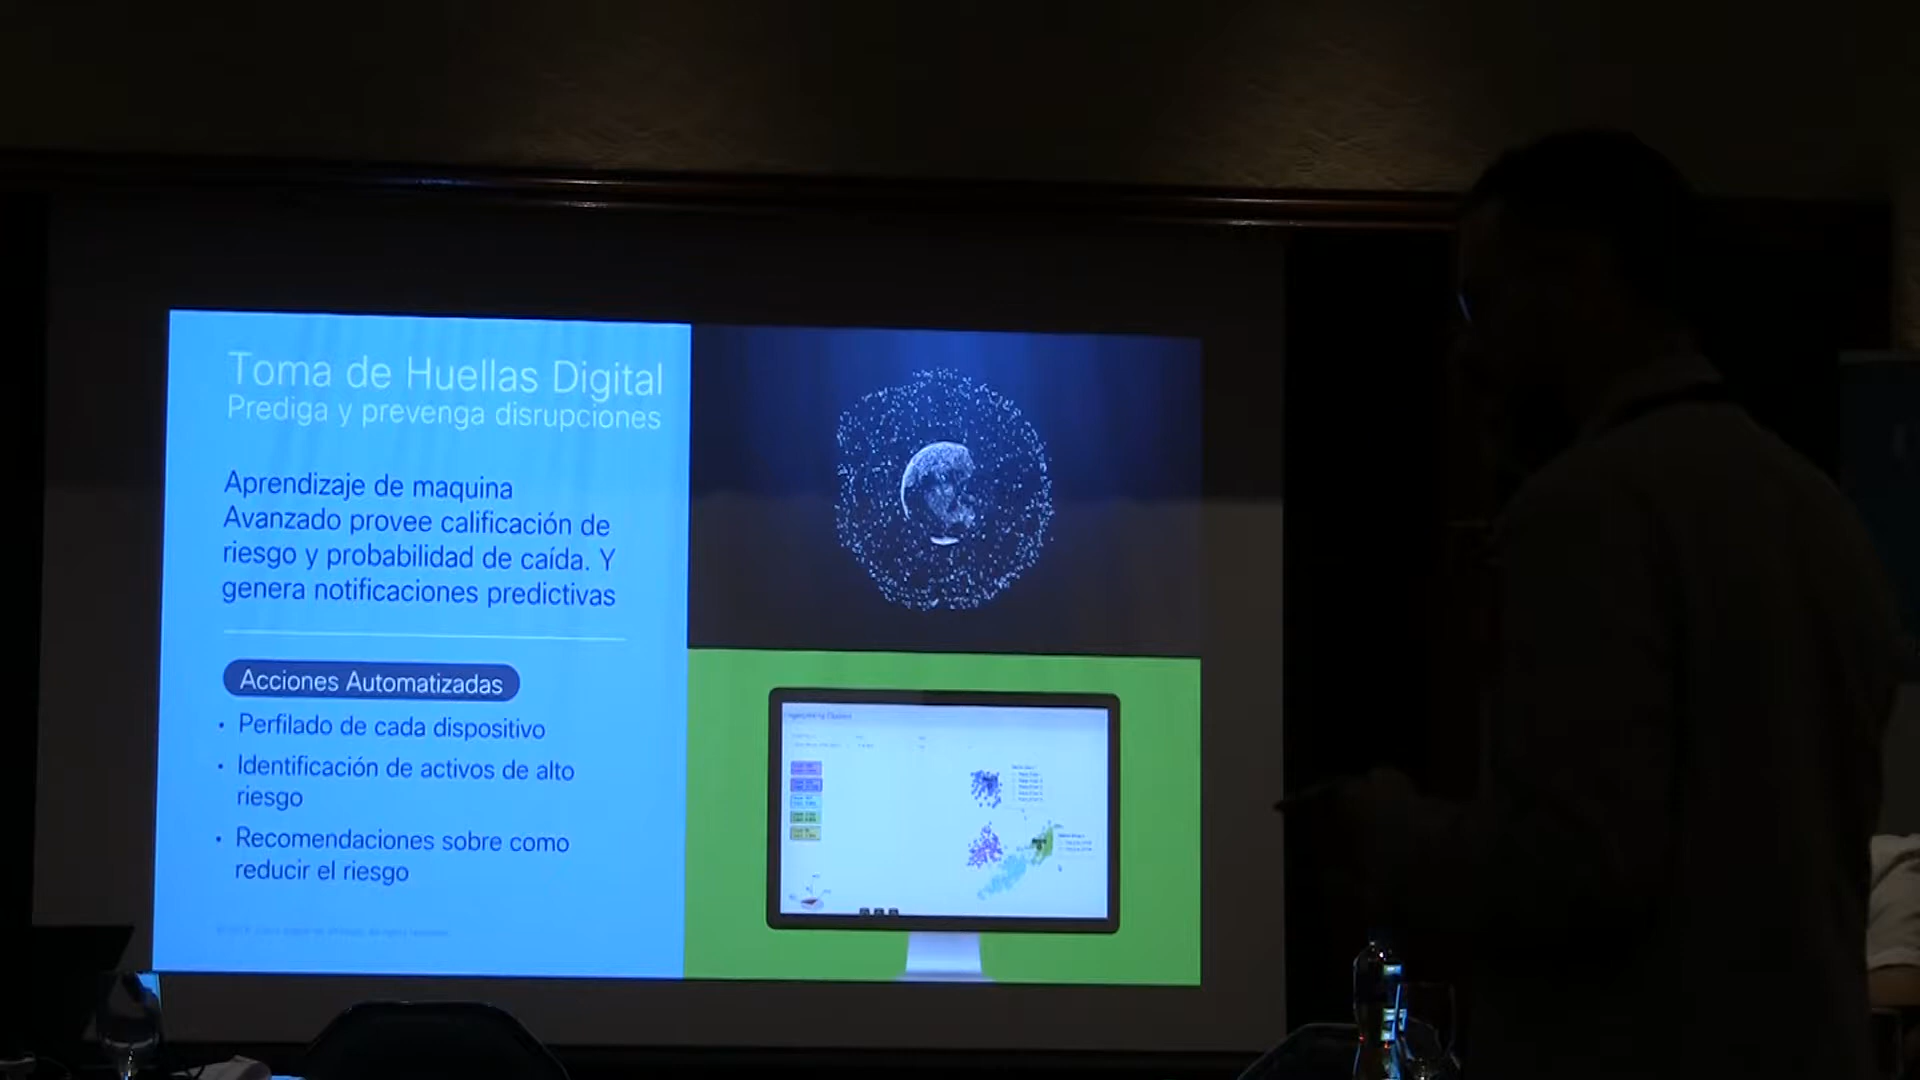 Toma de Huellas Digital
Prediga y prevenga disrupciones
Aprendizaje de maquina
Avanzado provee calificación de
riesgo y probabilidad de caída. Y
genera notificaciones predictivas
Acciones Automatizadas
• Perfilado de cada dispositivo
• Identificación de activos de alto
riesgo
• Recomendaciones sobre como
reducir el riesgo